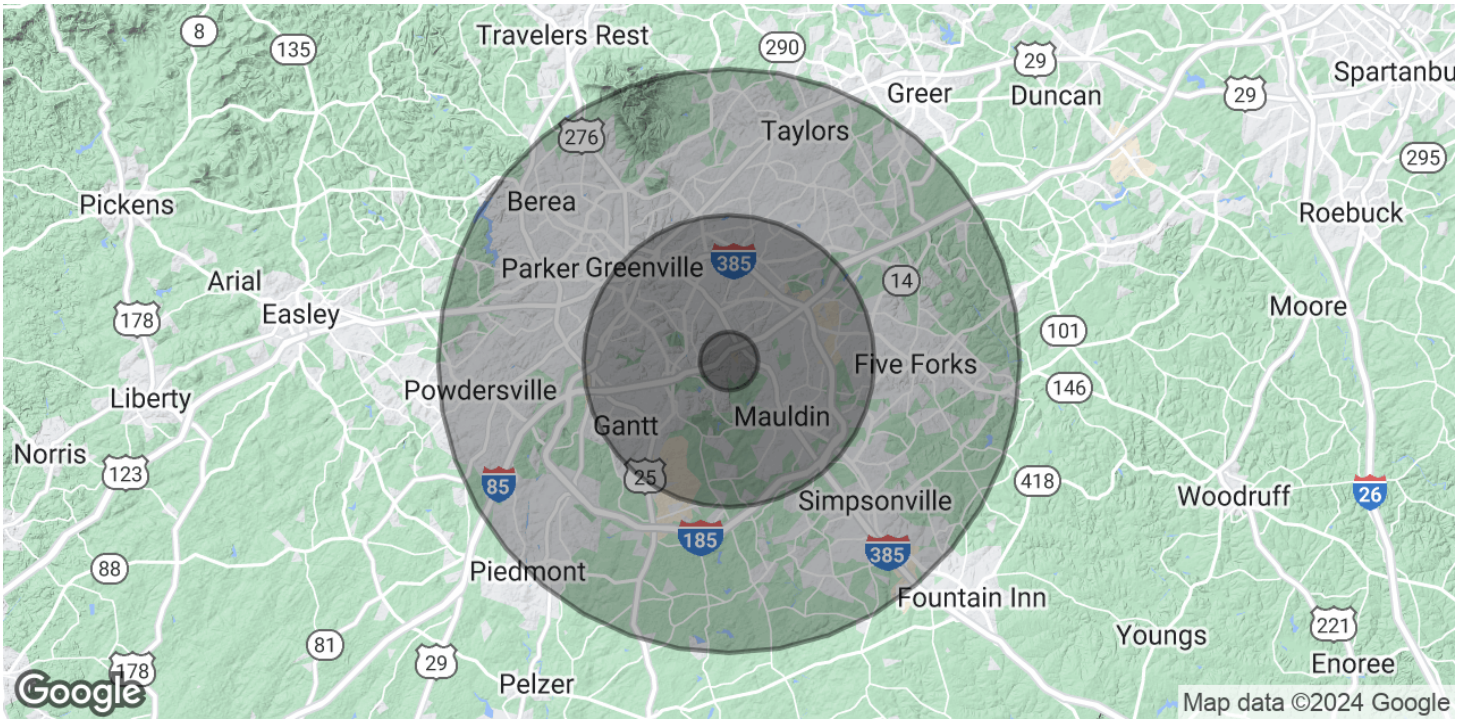 8
135
Travelers Rest
290
29
Spartanbu
Greer
Duncan
29
276
Taylors
295
Pickens
Berea
Roebuck
Parker
Greenville
385
14
Arial
178
Easley
Moore
101
Liberty
Powdersville
Five Forks
146
Gantt
Mauldin
Norris
123
85
25
418
Simpsonville
Woodruff
26
185
385
88
Piedmont
Fountain Inn
81
Youngs
221
29
Enoree
178
Pelzer
Google
Map data ©2024 Google